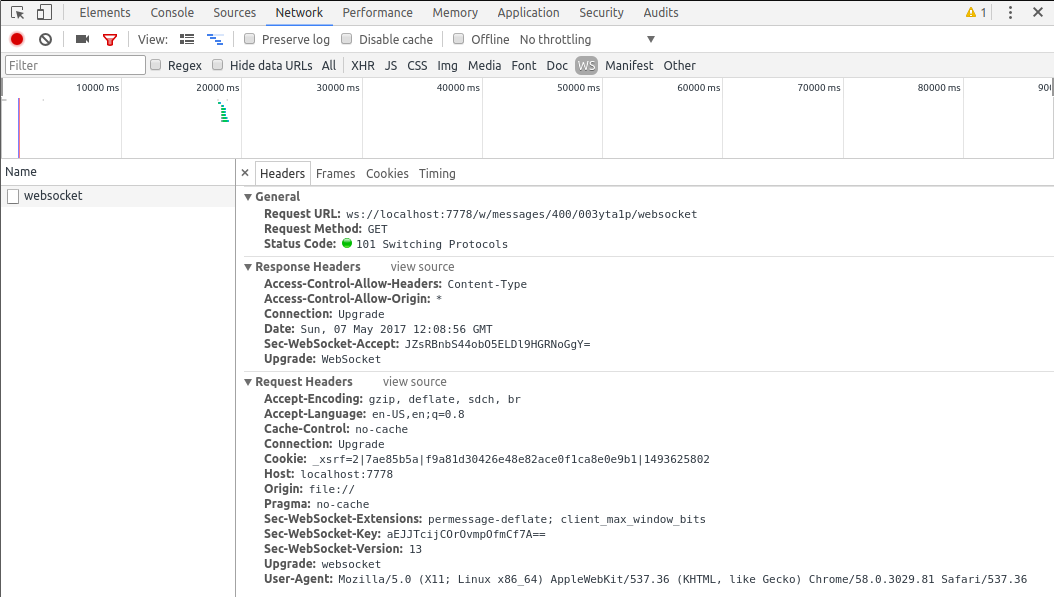 Elements Console Sources Network Performance Memory Application Security Audits 1
View: Preserve log Disable cache Offline No throttling
Filter Regex Hide data URLs All XHR JS CSS Img Media Font Doc WS Manifest Other
10000 ms 20000 ms 30000 ms 40000 ms 50000 ms 60000 ms 70000 ms 80000 ms 900
Name
× Headers Frames Cookies Timing
websocket
General
Request URL: ws://localhost:7778/w/messages/400/003yta1p/websocket
Request Method: GET
Status Code: 101 Switching Protocols
Response Headers view source
Access-Control-Allow-Headers: Content-Type
Access-Control-Allow-Origin: *
Connection: Upgrade
Date: Sun, 07 May 2017 12:08:56 GMT
Sec-WebSocket-Accept: JZsRBnbS44obO5ELDl9HGRNoGgY=
Upgrade: WebSocket
Request Headers view source
Accept-Encoding: gzip, deflate, sdch, br
Accept-Language: en-US,en;q=0.8
Cache-Control: no-cache
Connection: Upgrade
Cookie: _xsrf=2|7ae85b5a|f9a81d30426e48e82ace0f1ca8e0e9b1|1493625802
Host: localhost:7778
Origin: file://
Pragma: no-cache
Sec-WebSocket-Extensions: permessage-deflate; client_max_window_bits
Sec-WebSocket-Key: aEJJTcijCOrOvmpOfmCf7A==
Sec-WebSocket-Version: 13
Upgrade: websocket
User-Agent: Mozilla/5.0 (X11; Linux x86_64) AppleWebKit/537.36 (KHTML, like Gecko) Chrome/58.0.3029.81 Safari/537.36